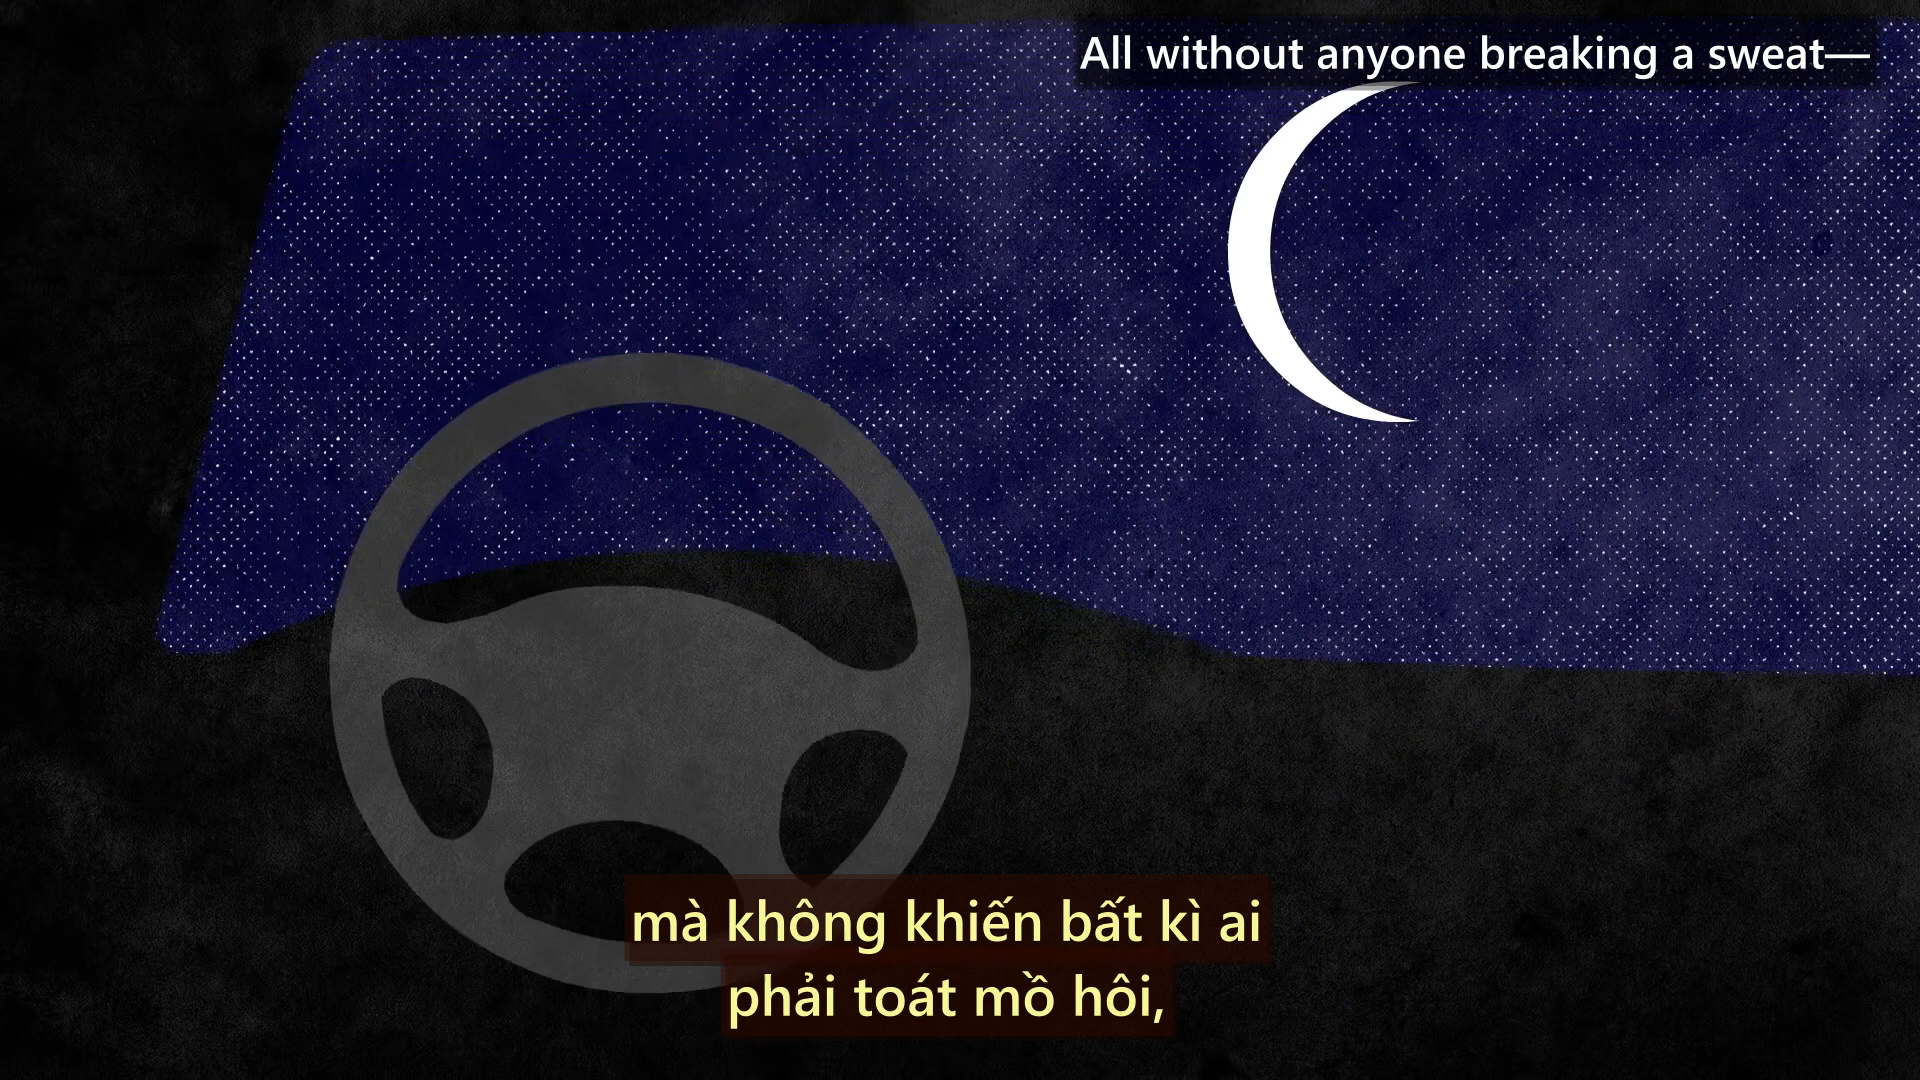 All without anyone breaking a sweat—
mà không khiến bất kì ai
phải toát mồ hôi,